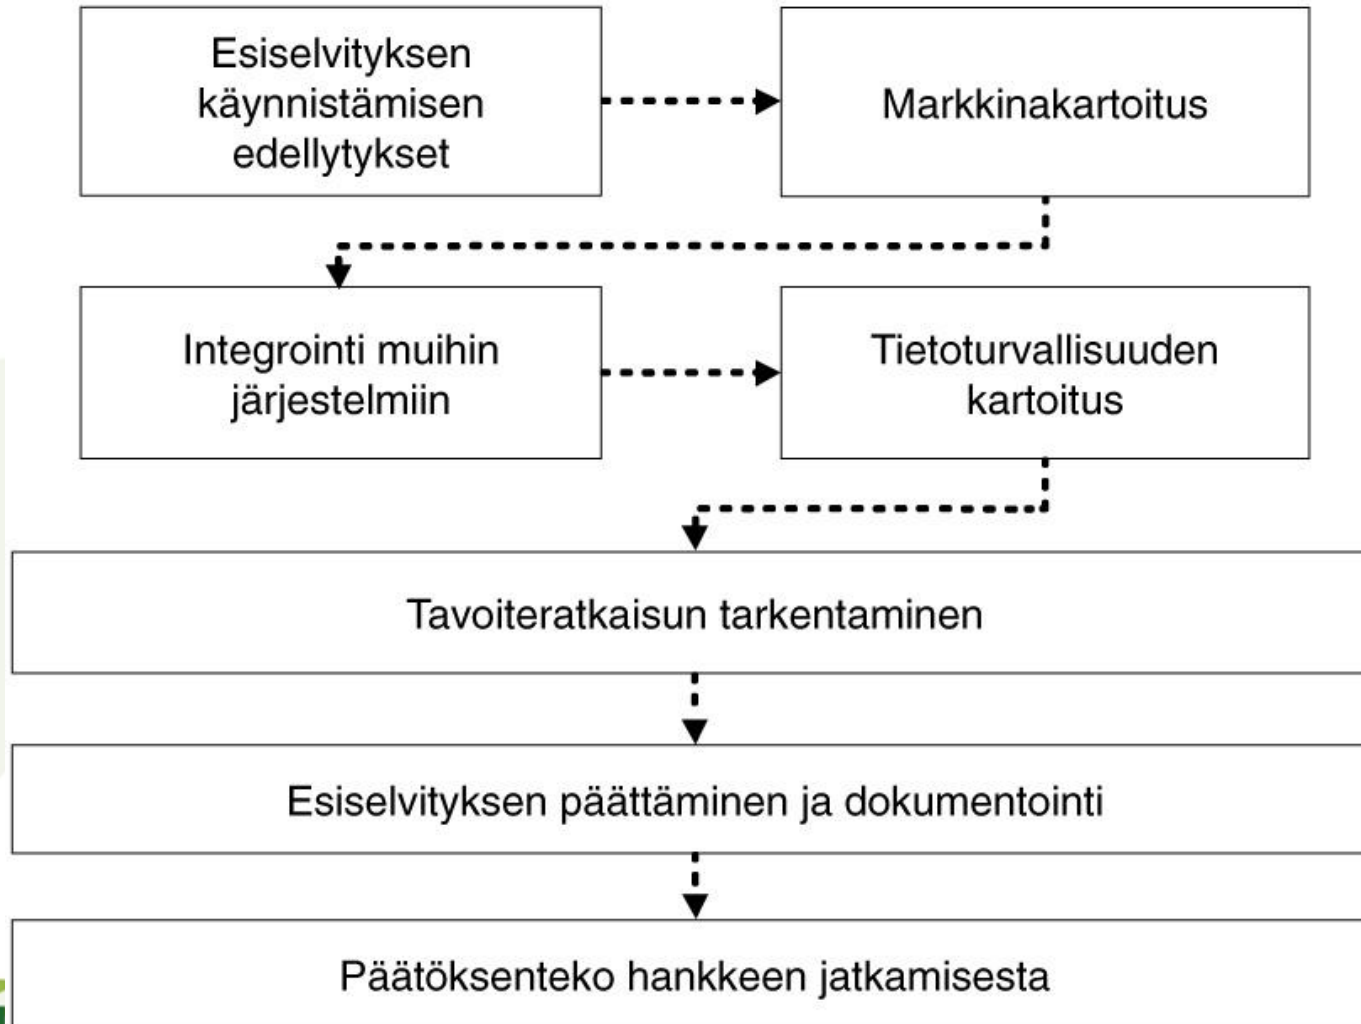 Esiselvityksen
käynnistämisen
edellytykset
Markkinakartoitus
Integrointi muihin
järjestelmiin
Tietoturvallisuuden
kartoitus
Tavoiteratkaisun tarkentaminen
Esiselvityksen päättäminen ja dokumentointi
Päätöksenteko hankkeen jatkamisesta